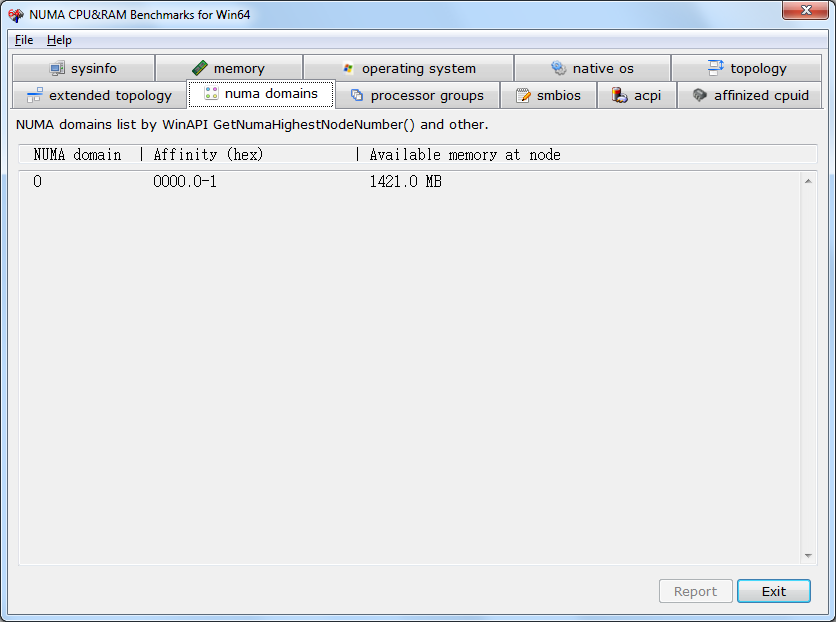 NUMA CPU&RAM Benchmarks for Win64
File Help
sysinfo memory operating system native os topology
extended topology numa domains processor groups smbios acpi affinized cpuid
NUMA domains list by WinAPI GetNumaHighestNodeNumber() and other.
NUMA domain | Affinity (hex) | Available memory at node
0 0000.0-1 1421.0 MB
Report Exit